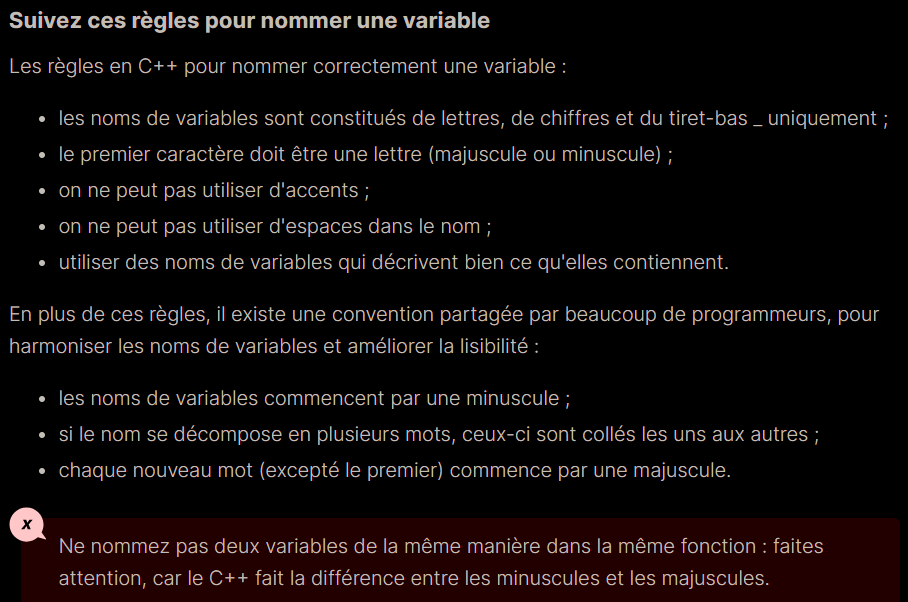 Suivez ces règles pour nommer une variable
Les règles en C++ pour nommer correctement une variable :
• les noms de variables sont constitués de lettres, de chiffres et du tiret-bas _ uniquement ;
• le premier caractère doit être une lettre (majuscule ou minuscule) ;
• on ne peut pas utiliser d'accents ;
• on ne peut pas utiliser d'espaces dans le nom ;
• utiliser des noms de variables qui décrivent bien ce qu'elles contiennent.
En plus de ces règles, il existe une convention partagée par beaucoup de programmeurs, pour
harmoniser les noms de variables et améliorer la lisibilité :
• les noms de variables commencent par une minuscule ;
• si le nom se décompose en plusieurs mots, ceux-ci sont collés les uns aux autres ;
• chaque nouveau mot (excepté le premier) commence par une majuscule.
x
Ne nommez pas deux variables de la même manière dans la même fonction : faites
attention, car le C++ fait la différence entre les minuscules et les majuscules.